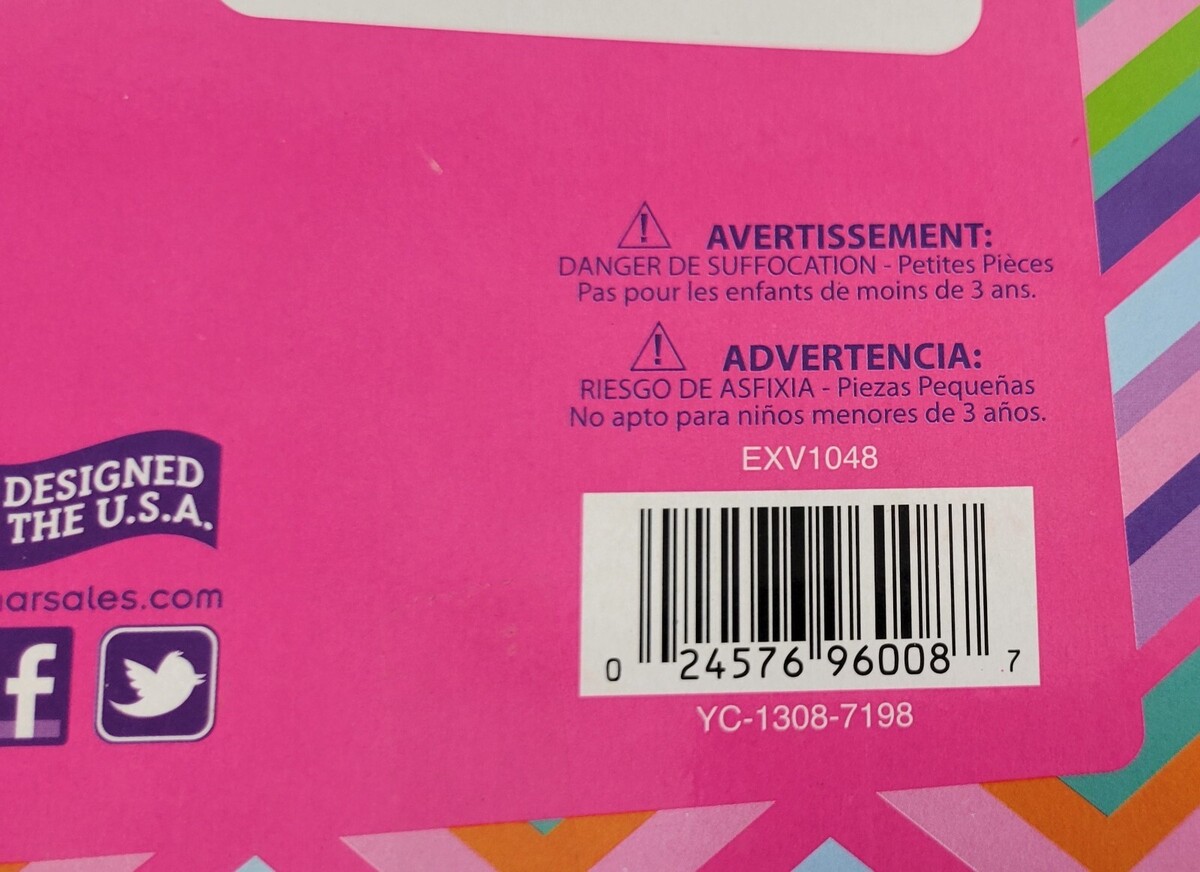 AVERTISSEMENT:
DANGER DE SUFFOCATION - Petites Pièces
Pas pour les enfants de moins de 3 ans.
ADVERTENCIA:
RIESGO DE ASFIXIA - Piezas Pequeñas
No apto para niños menores de 3 años.
EXV1048
0 24576 96008 7
YC-1308-7198
DESIGNED
THE U.S.A.
arsales.com